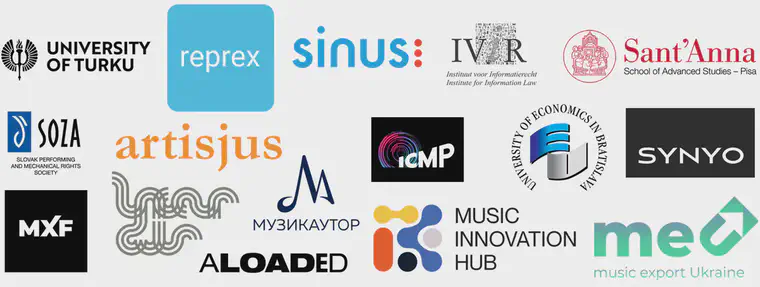 UNIVERSITY
OF TURKU
reprex
sinus:
IViR
Instituut voor Informatierecht
Institute for Information Law
Sant'Anna
School of Advanced Studies – Pisa
SOZA
SLOVAK PERFORMING
AND MECHANICAL RIGHTS
SOCIETY
artisjus
ICMP
UNIVERSITY OF ECONOMICS IN BRATISLAVA
SYNYO
MXF
МУЗИКАУТОР
ALOADED
MUSIC
INNOVATION
HUB
meu
music export Ukraine